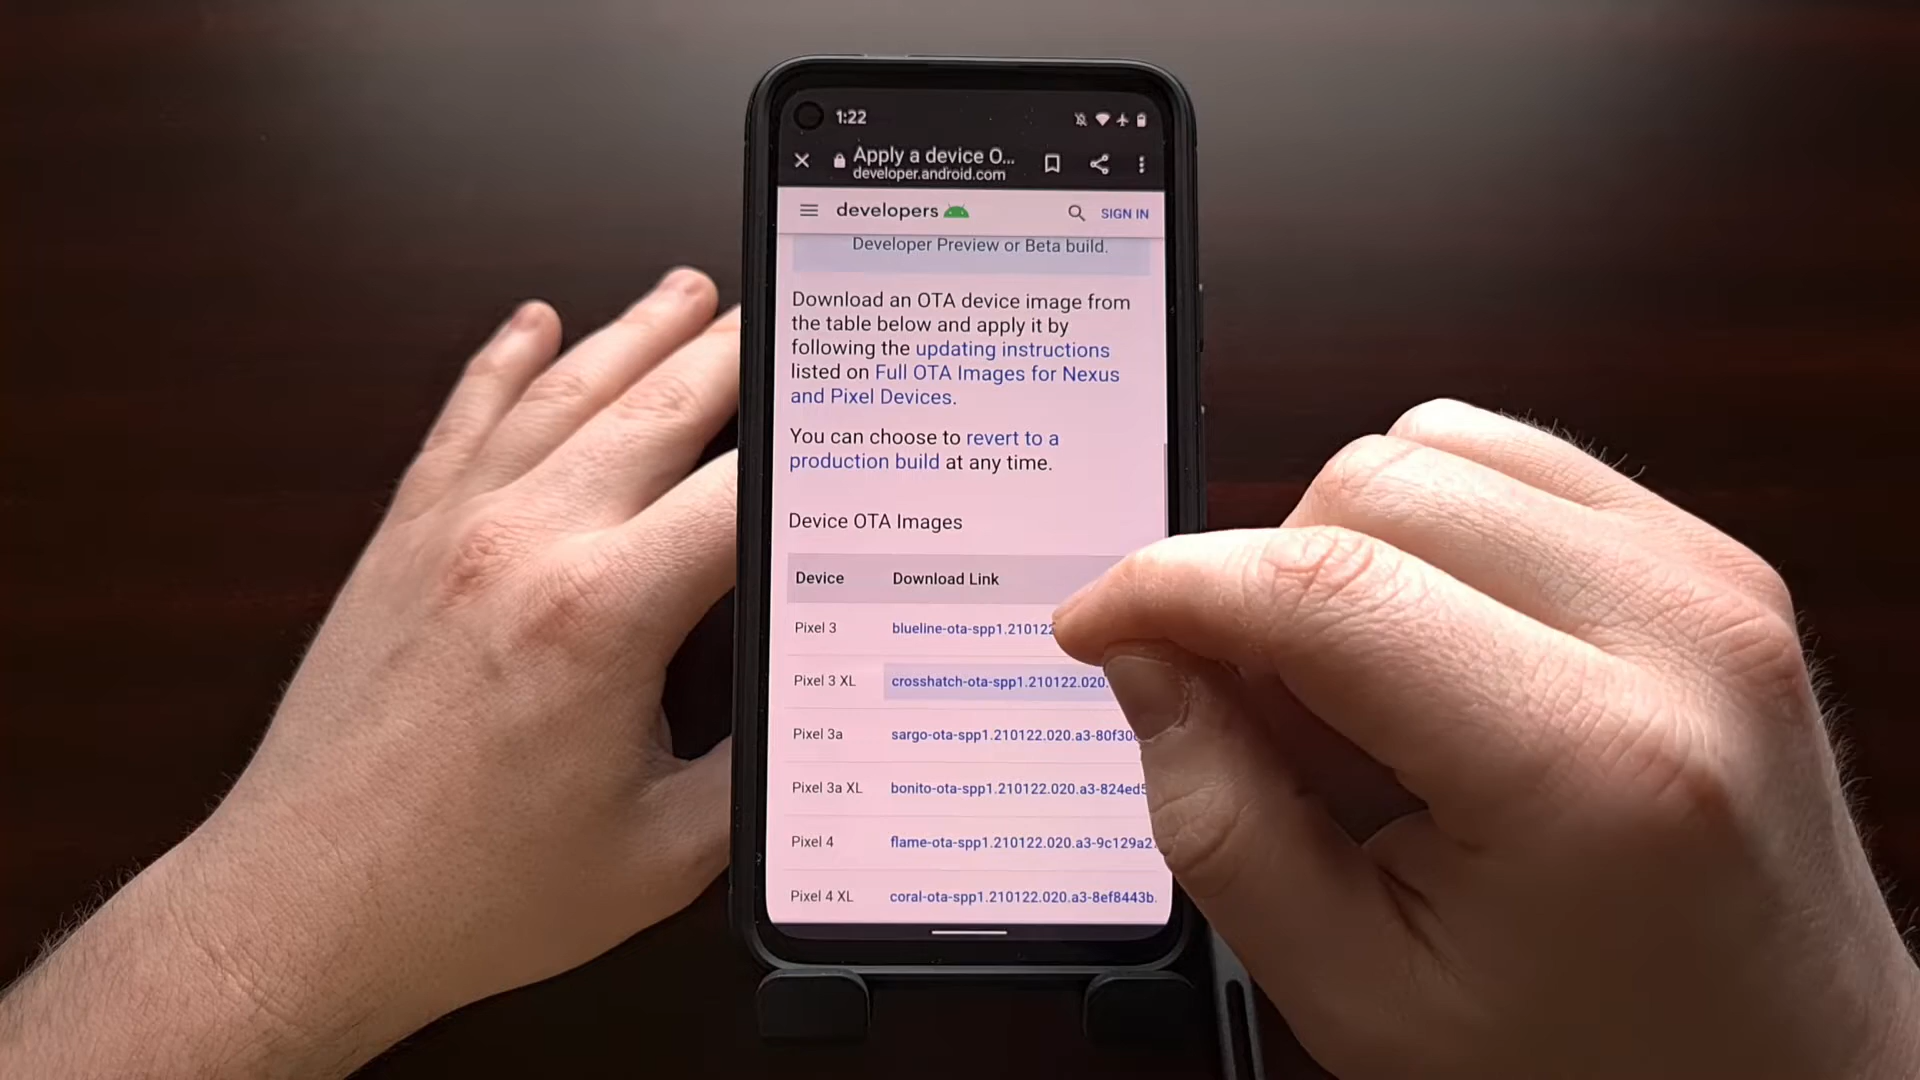 1:22
Apply a device O...
developer.android.com
developers
SIGN IN
Developer Preview or Beta build.
Download an OTA device image from
the table below and apply it by
following the updating instructions
listed on Full OTA Images for Nexus
and Pixel Devices.
You can choose to revert to a
production build at any time.
Device OTA Images
Device Download Link
Pixel 3 blueline-ota-spp1.210122
Pixel 3 XL crosshatch-ota-spp1.210122.020.
Pixel 3a sargo-ota-spp1.210122.020.a3-80f30
Pixel 3a XL bonito-ota-spp1.210122.020.a3-824ed5
Pixel 4 flame-ota-spp1.210122.020.a3-9c129a2
Pixel 4 XL coral-ota-spp1.210122.020.a3-8ef8443b.